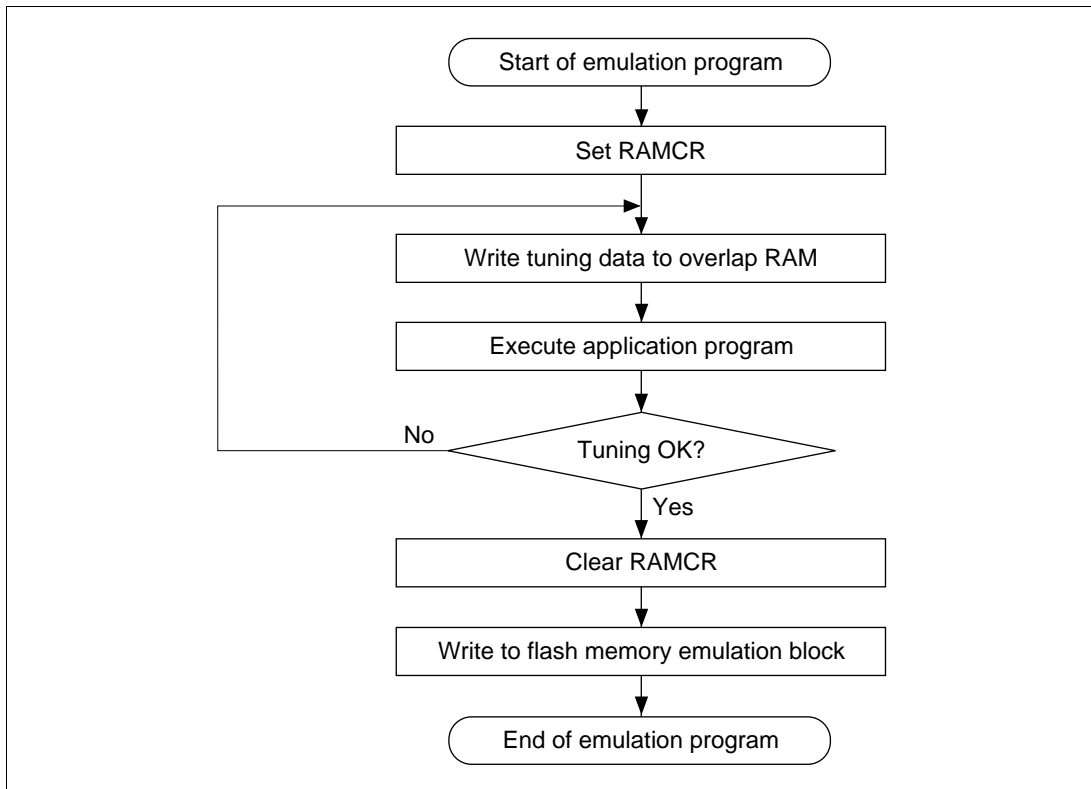 Start of emulation program
Set RAMCR
Write tuning data to overlap RAM
Execute application program
No
Tuning OK?
Yes
Clear RAMCR
Write to flash memory emulation block
End of emulation program